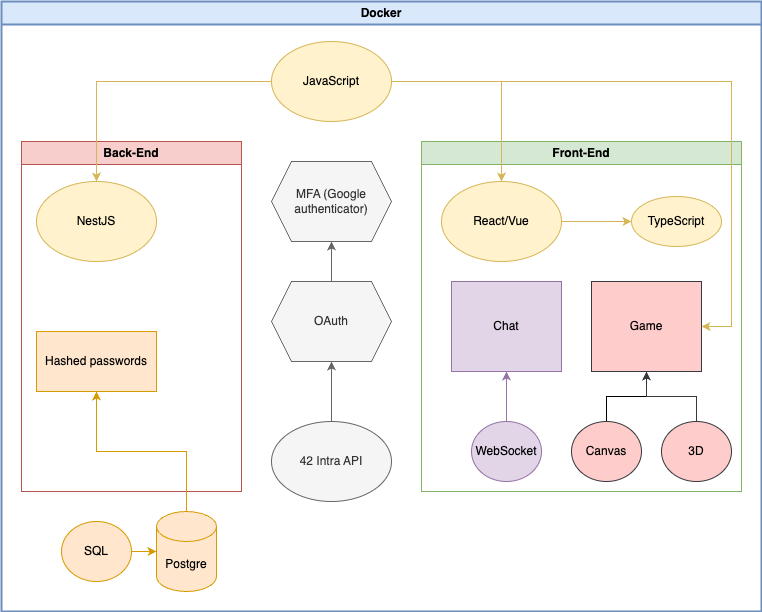 Docker
JavaScript
Back-End
Front-End
MFA (Google
authenticator)
NestJS
React/Vue
TypeScript
OAuth
Chat
Game
Hashed passwords
42 Intra API
WebSocket
Canvas
3D
SQL
Postgre